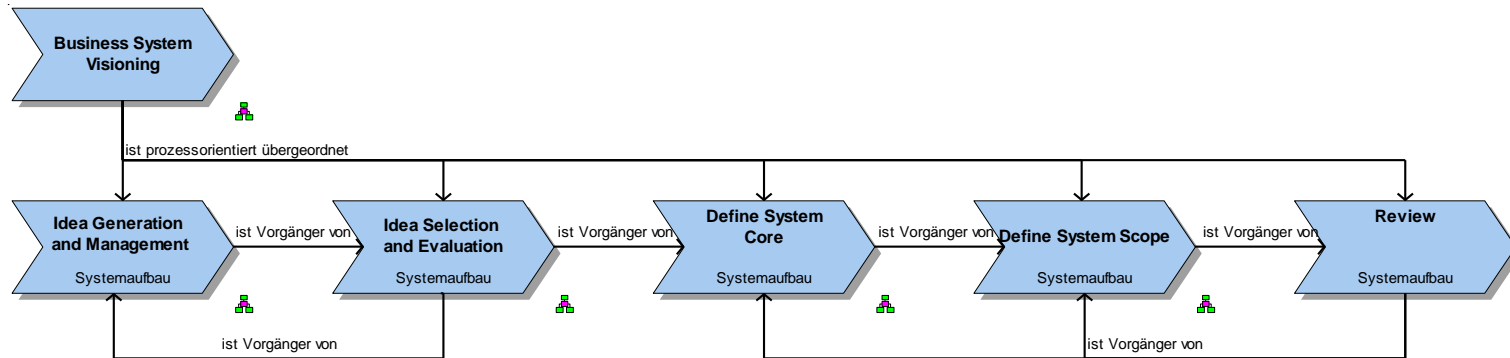 Business System
Visioning
ist prozessorientiert übergeordnet
Idea Generation
and Management
Systemaufbau
ist Vorgänger von
Idea Selection
and Evaluation
Systemaufbau
ist Vorgänger von
Define System
Core
Systemaufbau
ist Vorgänger von
Define System Scope
Systemaufbau
ist Vorgänger von
Review
Systemaufbau
ist Vorgänger von
ist Vorgänger von